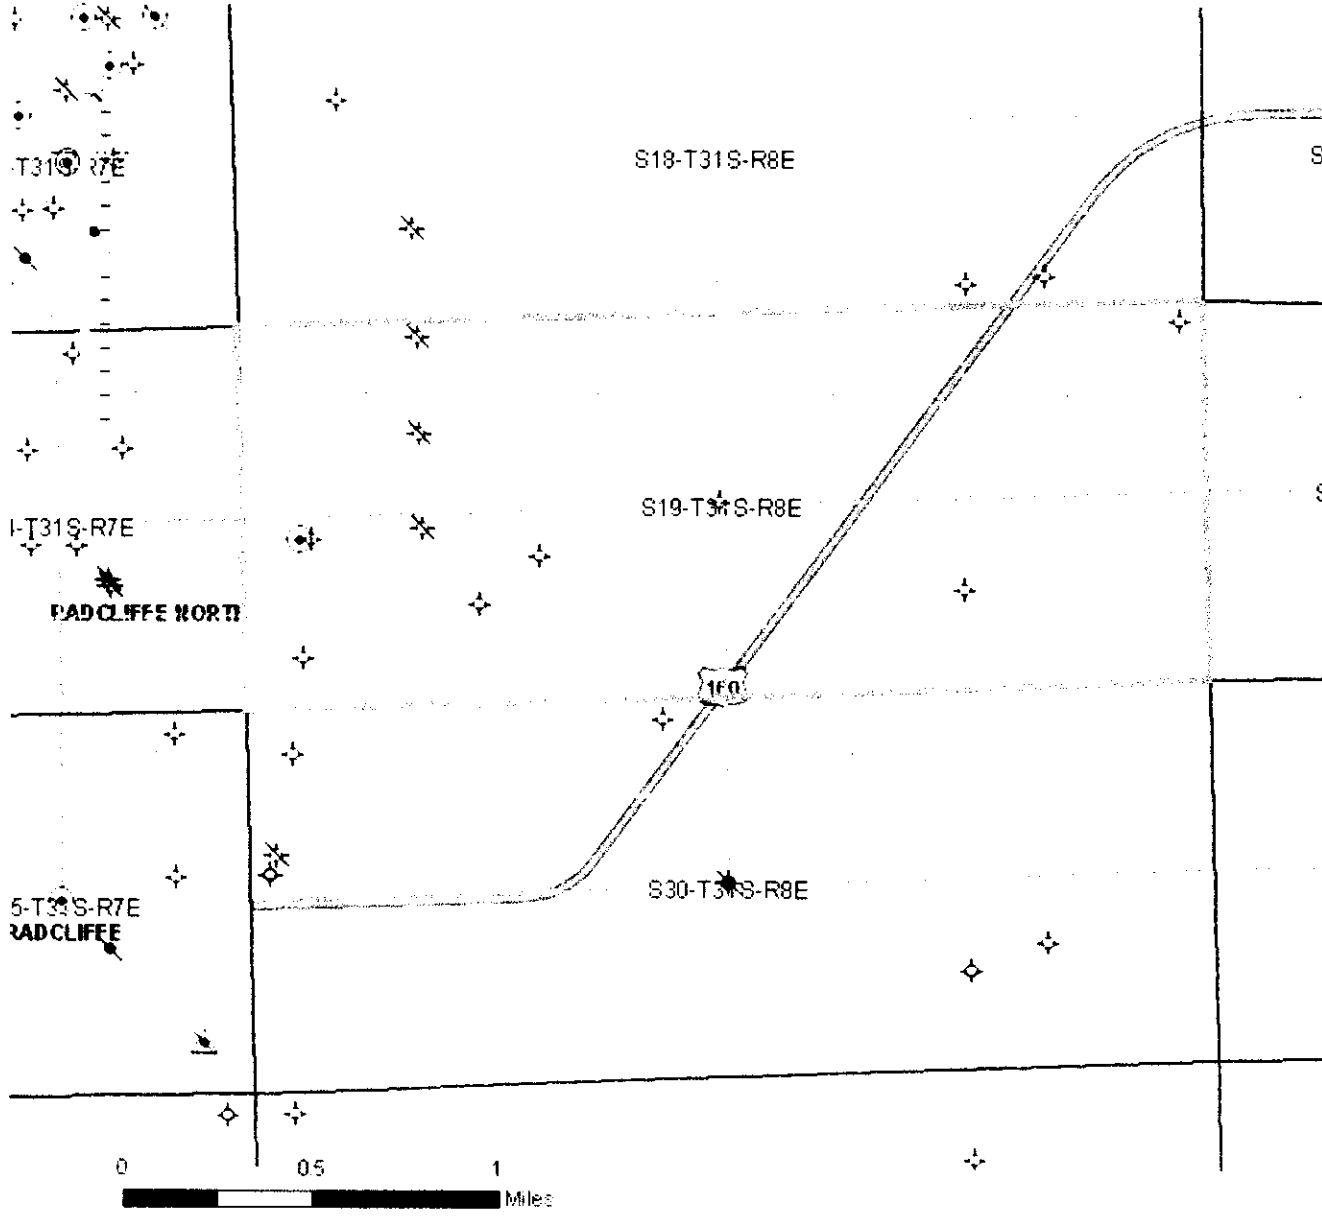 S18-T31S-R8E
S
-T31S-R7E
S19-T31S-R8E
S
-T31S-R7E
RADCLIFFE NORTH
160
S30-T31S-R8E
5-T31S-R7E
RADCLIFFE
0 0.5 1
Miles